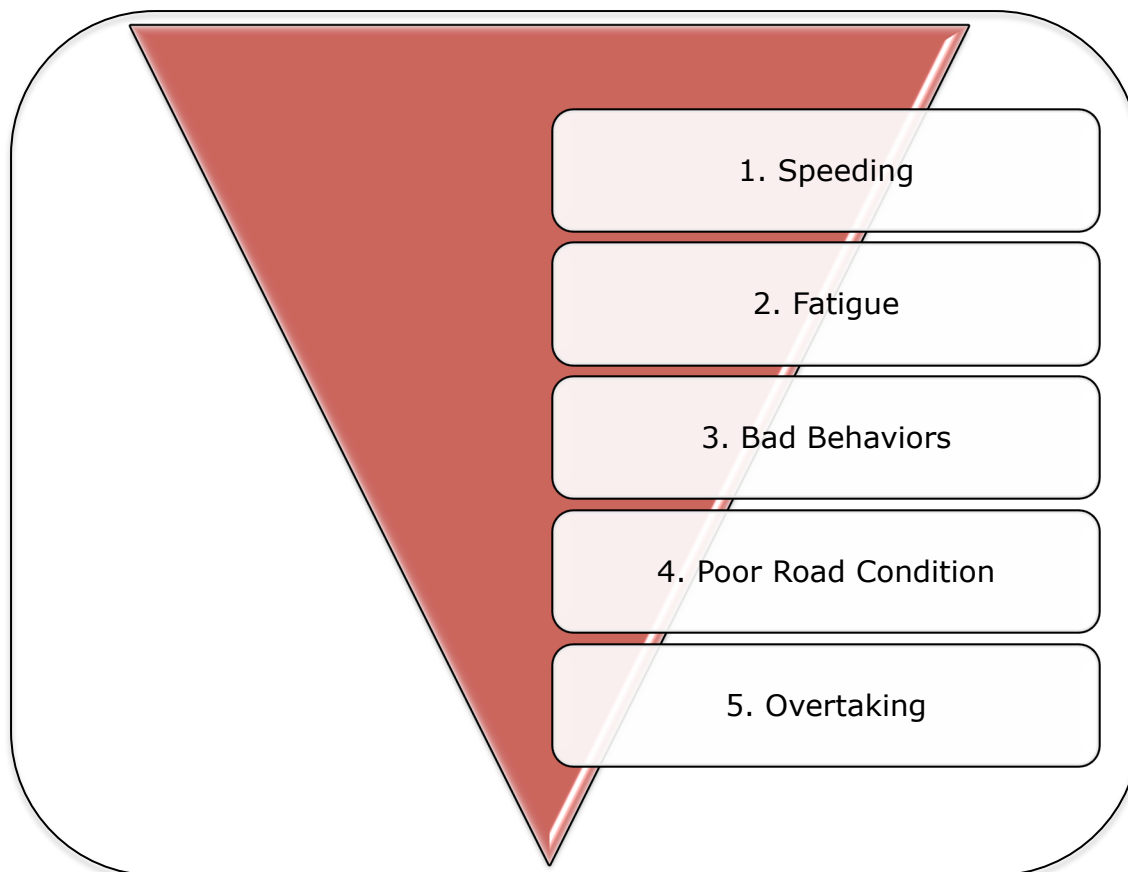 1. Speeding
2. Fatigue
3. Bad Behaviors
4. Poor Road Condition
5. Overtaking